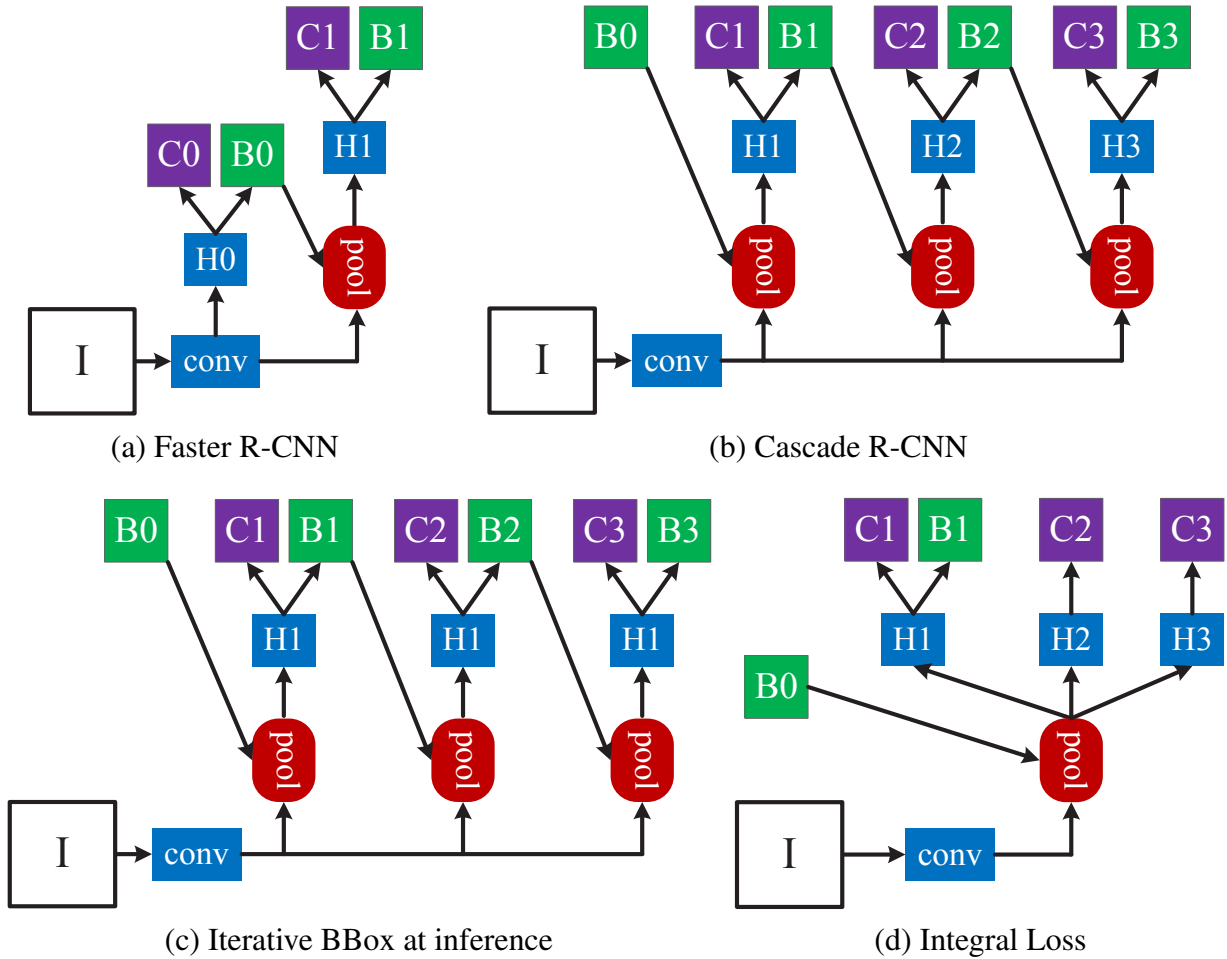 C1 B1
C0 B0 H1
H0 pool
I conv
(a) Faster R-CNN
B0 C1 B1 C2 B2 C3 B3
H1 H2 H3
pool pool pool
I conv
(b) Cascade R-CNN
B0 C1 B1 C2 B2 C3 B3
H1 H1 H1
pool pool pool
I conv
(c) Iterative BBox at inference
C1 B1 C2 C3
H1 H2 H3
B0 pool
I conv
(d) Integral Loss